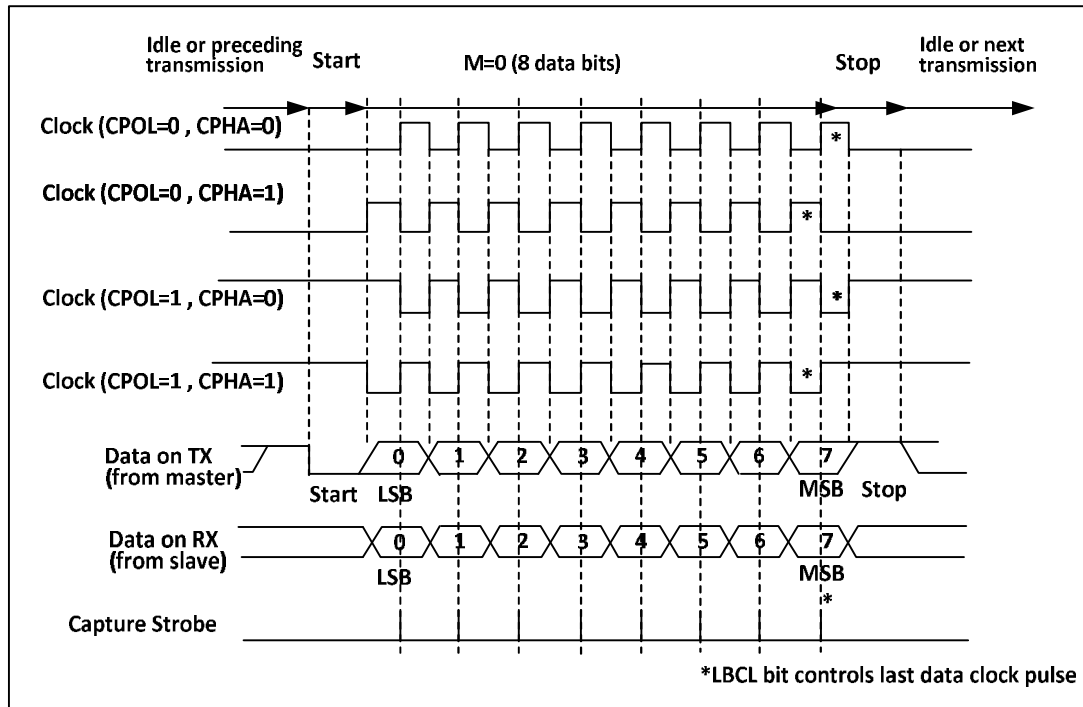 Idle or preceding
transmission
Start
M=0 (8 data bits)
Stop
Idle or next
transmission
Clock (CPOL=0 , CPHA=0)
*
Clock (CPOL=0 , CPHA=1)
*
Clock (CPOL=1 , CPHA=0)
*
Clock (CPOL=1 , CPHA=1)
*
Data on TX
(from master)
0 1 2 3 4 5 6 7
Start LSB MSB Stop
Data on RX
(from slave)
0 1 2 3 4 5 6 7
LSB MSB
*
Capture Strobe
*LBCL bit controls last data clock pulse